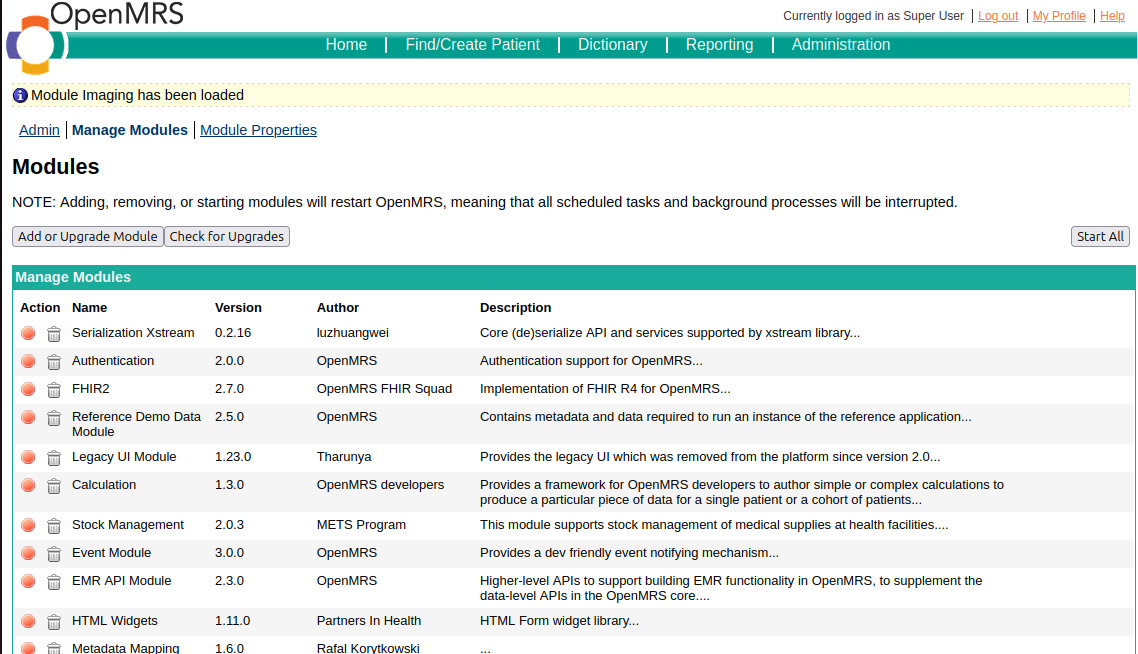 OpenMRS
Currently logged in as Super User | Log out | My Profile | Help
Home | Find/Create Patient | Dictionary | Reporting | Administration
Module Imaging has been loaded
Admin | Manage Modules | Module Properties
Modules
NOTE: Adding, removing, or starting modules will restart OpenMRS, meaning that all scheduled tasks and background processes will be interrupted.
Add or Upgrade Module Check for Upgrades Start All
Manage Modules
Action Name Version Author Description
Serialization Xstream 0.2.16 luzhuangwei Core (de)serialize API and services supported by xstream library...
Authentication 2.0.0 OpenMRS Authentication support for OpenMRS...
FHIR2 2.7.0 OpenMRS FHIR Squad Implementation of FHIR R4 for OpenMRS...
Reference Demo Data 2.5.0 OpenMRS Contains metadata and data required to run an instance of the reference application...
Module
Legacy UI Module 1.23.0 Tharunya Provides the legacy UI which was removed from the platform since version 2.0...
Calculation 1.3.0 OpenMRS developers Provides a framework for OpenMRS developers to author simple or complex calculations to
produce a particular piece of data for a single patient or a cohort of patients...
Stock Management 2.0.3 METS Program This module supports stock management of medical supplies at health facilities....
Event Module 3.0.0 OpenMRS Provides a dev friendly event notifying mechanism...
EMR API Module 2.3.0 OpenMRS Higher-level APIs to support building EMR functionality in OpenMRS, to supplement the
data-level APIs in the OpenMRS core....
HTML Widgets 1.11.0 Partners In Health HTML Form widget library...
Metadata Mapping 1.6.0 Rafal Korytkowski ...